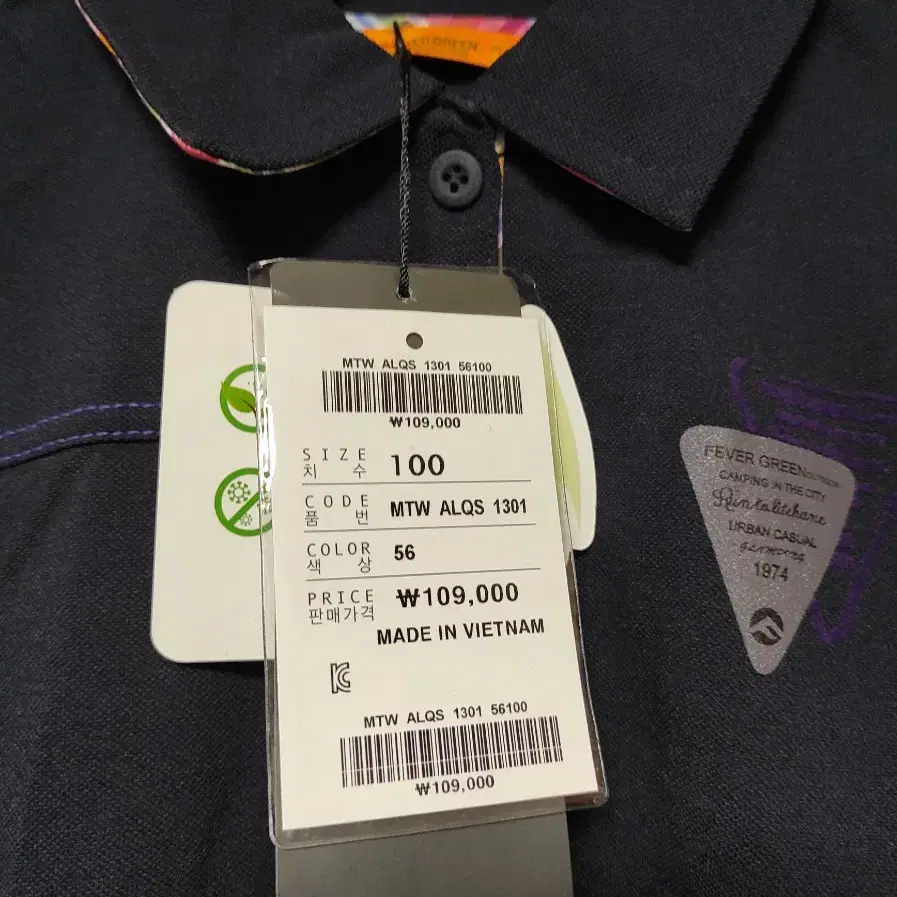 GREEN
MTW ALQS 1301 56100
₩109,000
SIZE
치 수
100
CODE
품 번
MTW ALQS 1301
COLOR
색 상
56
PRICE
판매가격
₩109,000
MADE IN VIETNAM
MTW ALQS 1301 56100
₩109,000
FEVER GREEN
CAMPING IN THE CITY
URBAN CASUAL
1974